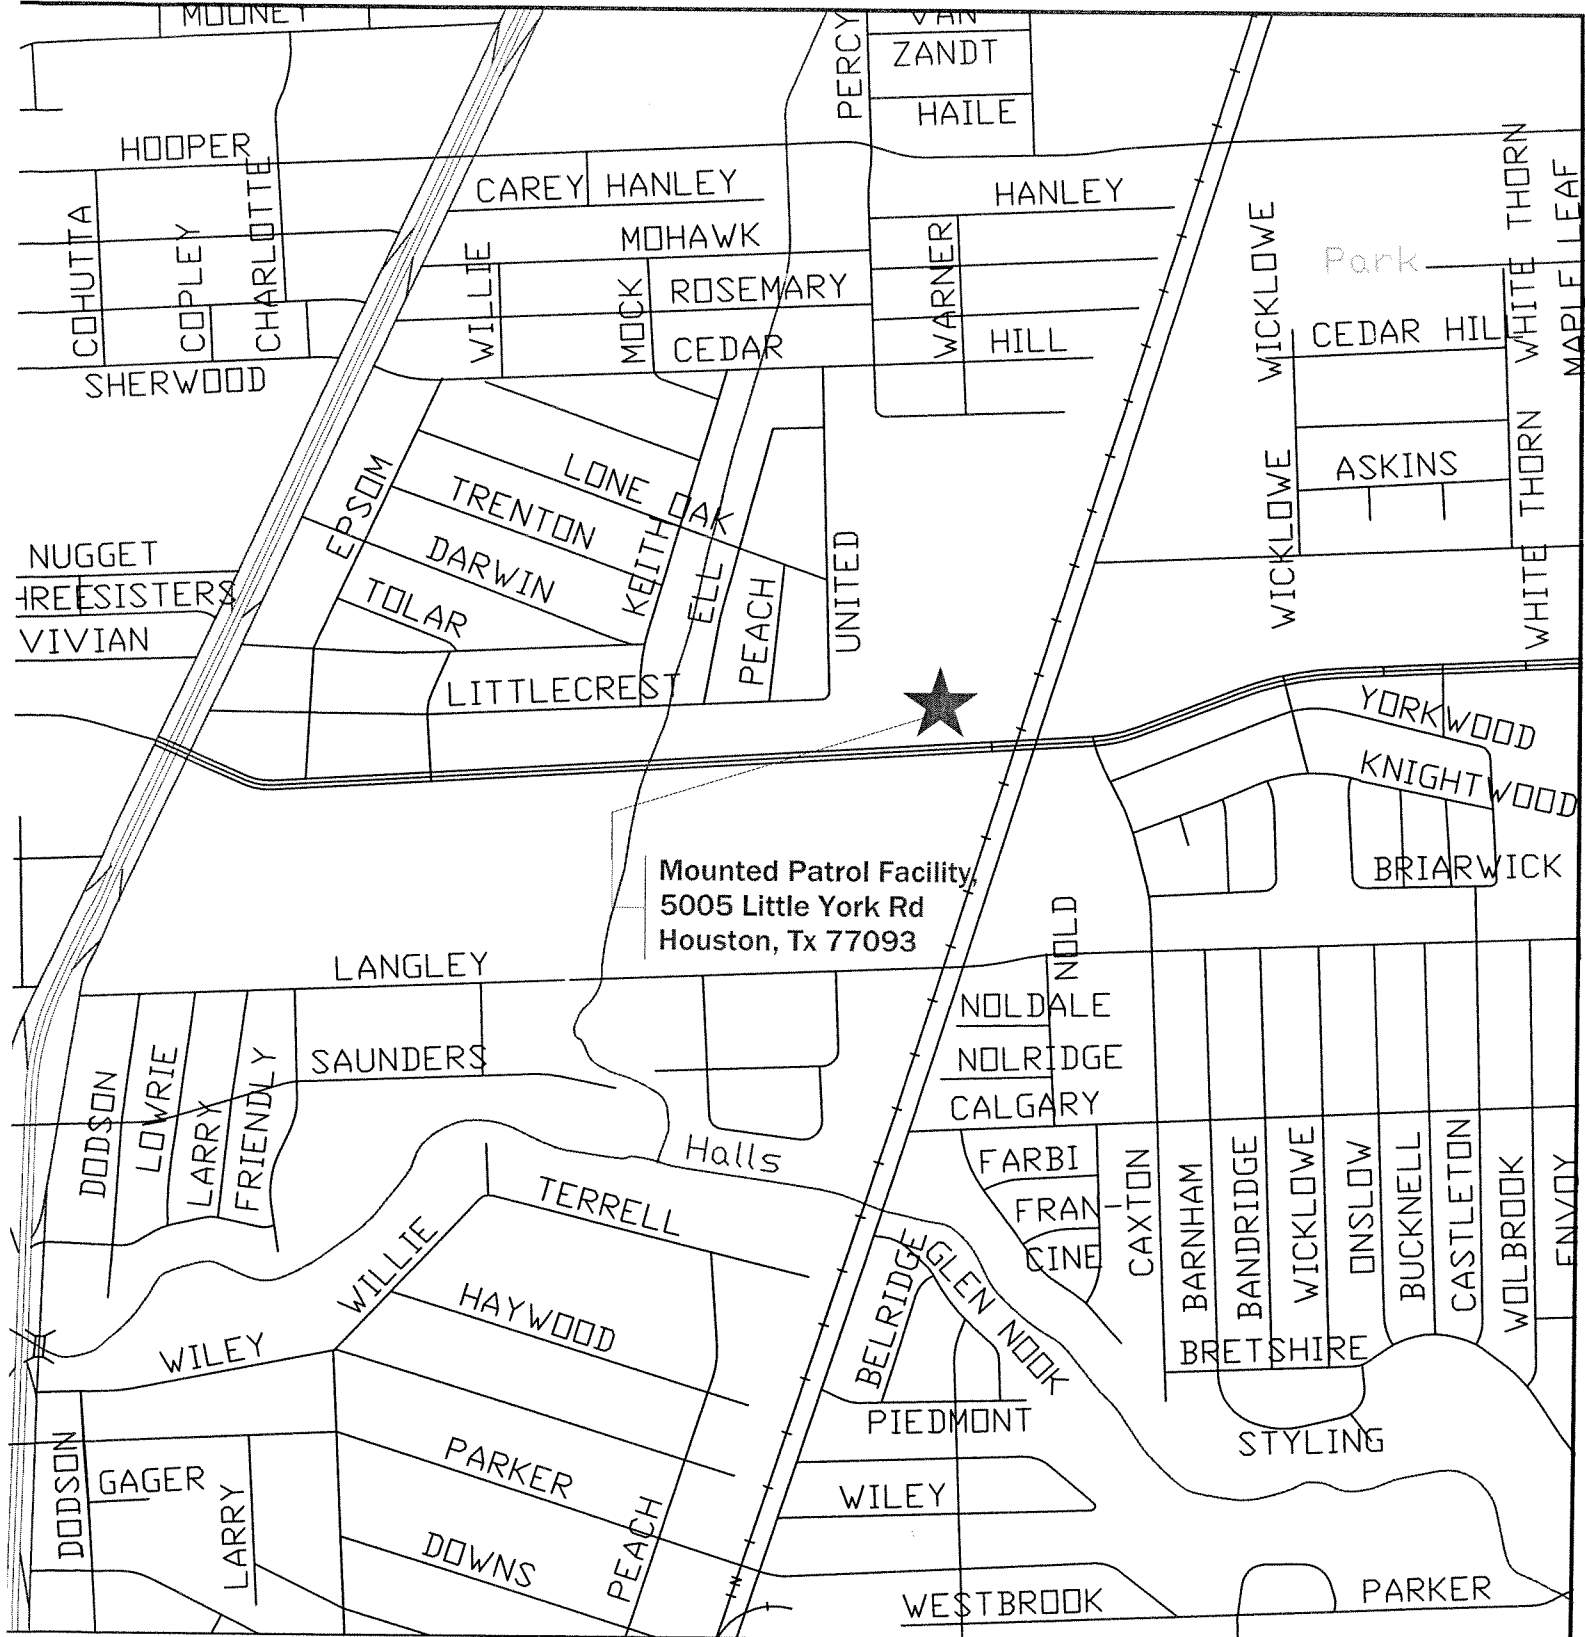 MOONEY
PERCY
VAN
ZANDT
HAILE
HOOPER
CAREY
HANLEY
HANLEY
WHITE THORN
MAPLE LEAF
COHUTTA
COPLEY
CHARLOTTE
WILLIE
MOHAWK
MOCK
ROSEMARY
WARNER
WICKLOWE
Park
WHITE THORN
CEDAR
HILL
CEDAR HILL
SHERWOOD
EPSOM
LONE OAK
TRENTON
DARWIN
TOLAR
KEITH
ELL
PEACH
UNITED
WICKLOWE
ASKINS
WHITE THORN
NUGGET
HREESISTERS
VIVIAN
WICKLOWE
WHITE THORN
LITTLECREST
YORKWOOD
KNIGHTWOOD
BRIARWICK
Mounted Patrol Facility,
5005 Little York Rd
Houston, Tx 77093
NOLD
LANGLEY
NOLDALE
NOLRIDGE
CALGARY
SAUNDERS
DODSON
LOWRIE
LARRY
FRIENDLY
Halls
FARBI
FRAN-
CINE
CAXTON
BARNHAM
BANDRIDGE
WICKLOWE
ONSLOW
BUCKNELL
CASTLETON
WOLBROOK
ENVOY
TERRELL
WILLIE
HAYWOOD
BELRIDGE
GLEN NOOK
WILEY
BRETSHIRE
PIEDMONT
STYLING
DODSON
GAGER
LARRY
PARKER
WILEY
DOWNS
PEACH
WESTBROOK
PARKER